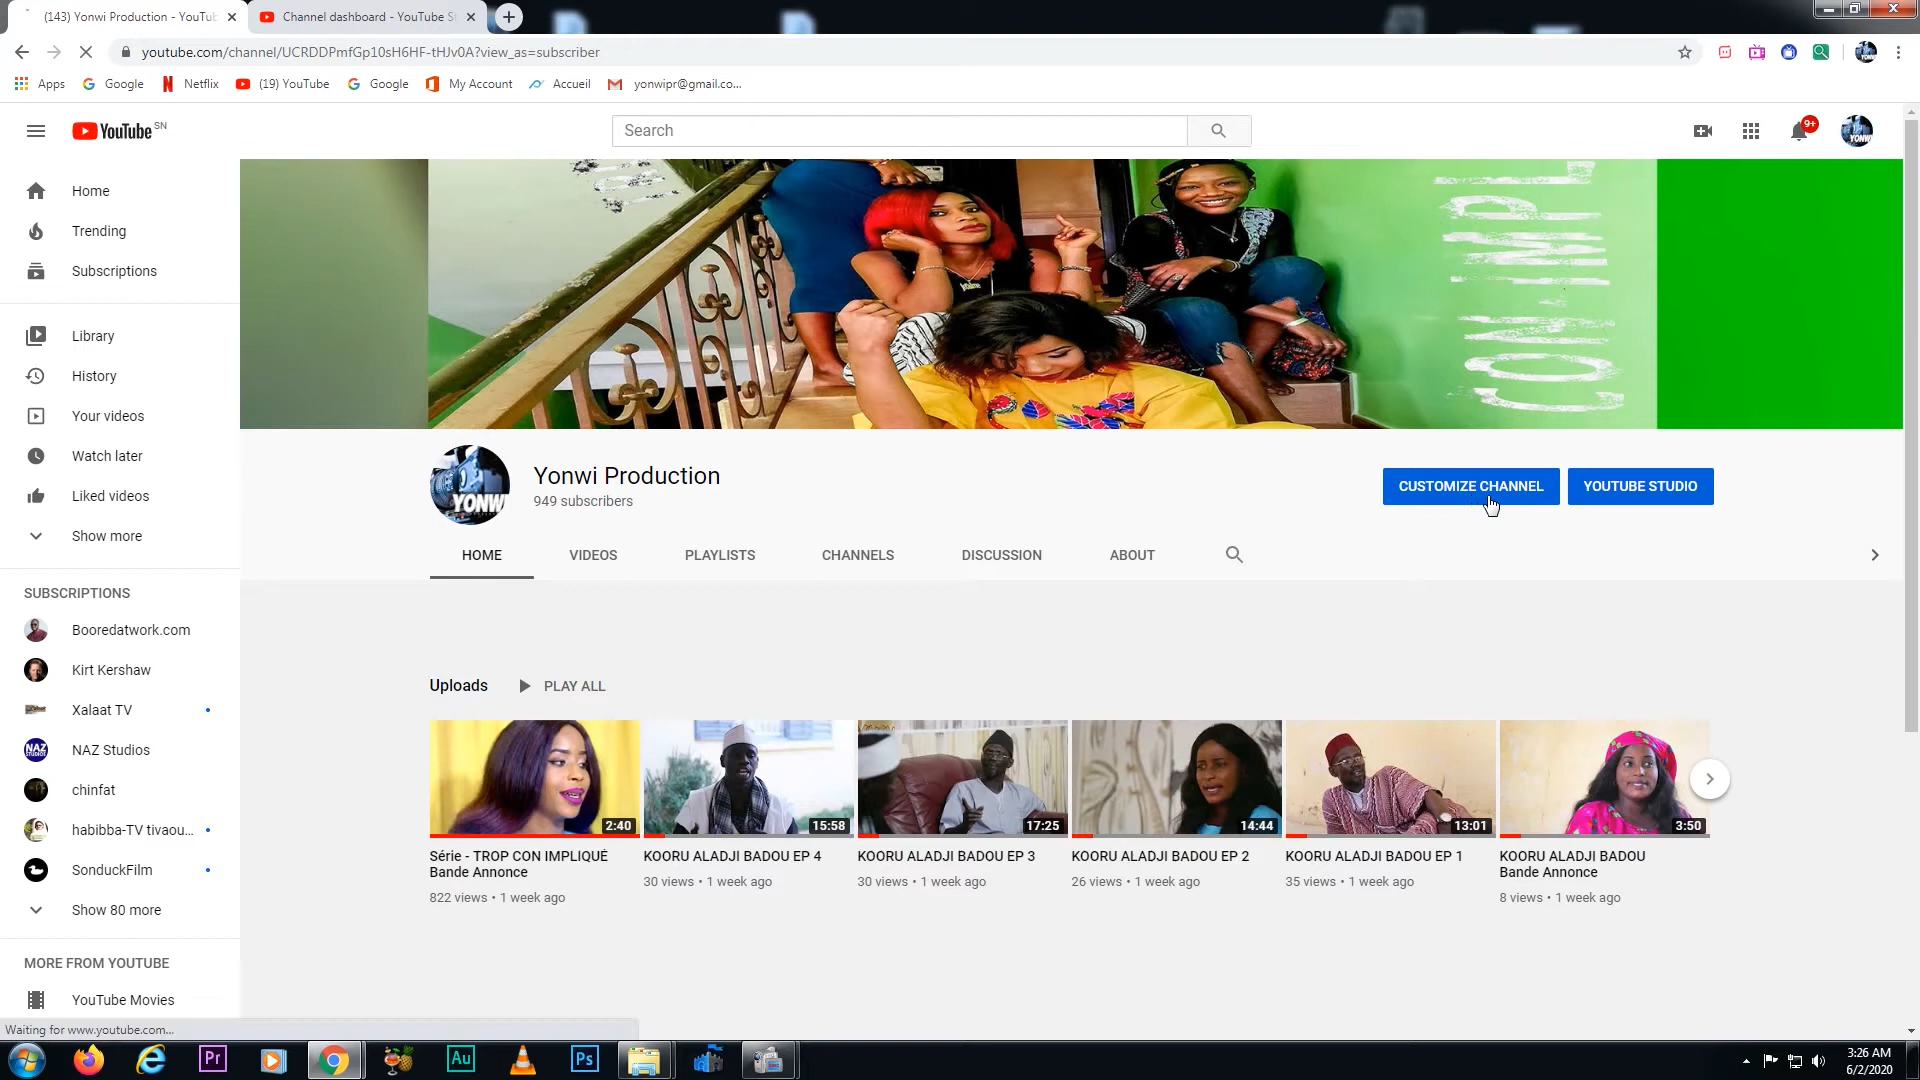 (143) Yonwi Production - YouTub
Channel dashboard - YouTube St
youtube.com/channel/UCRDDPmfGp10sH6HF-tHJv0A?view_as=subscriber
Apps
Google
Netflix
(19) YouTube
Google
My Account
Accueil
yonwipr@gmail.co...
YouTube SN
Search
9+
Home
Trending
Subscriptions
Library
History
Your videos
Watch later
Liked videos
Show more
SUBSCRIPTIONS
Booredatwork.com
Kirt Kershaw
Xalaat TV
NAZ Studios
chinfat
habibba-TV tivaou...
SonduckFilm
Show 80 more
MORE FROM YOUTUBE
YouTube Movies
YONWI
Yonwi Production
949 subscribers
CUSTOMIZE CHANNEL
YOUTUBE STUDIO
HOME
VIDEOS
PLAYLISTS
CHANNELS
DISCUSSION
ABOUT
Uploads
PLAY ALL
2:40
15:58
17:25
14:44
13:01
3:50
Série - TROP CON IMPLIQUÉ
Bande Annonce
822 views • 1 week ago
KOORU ALADJI BADOU EP 4
30 views • 1 week ago
KOORU ALADJI BADOU EP 3
30 views • 1 week ago
KOORU ALADJI BADOU EP 2
26 views • 1 week ago
KOORU ALADJI BADOU EP 1
35 views • 1 week ago
KOORU ALADJI BADOU
Bande Annonce
8 views • 1 week ago
Waiting for www.youtube.com...
Pr
Au
Ps
3:26 AM
6/2/2020